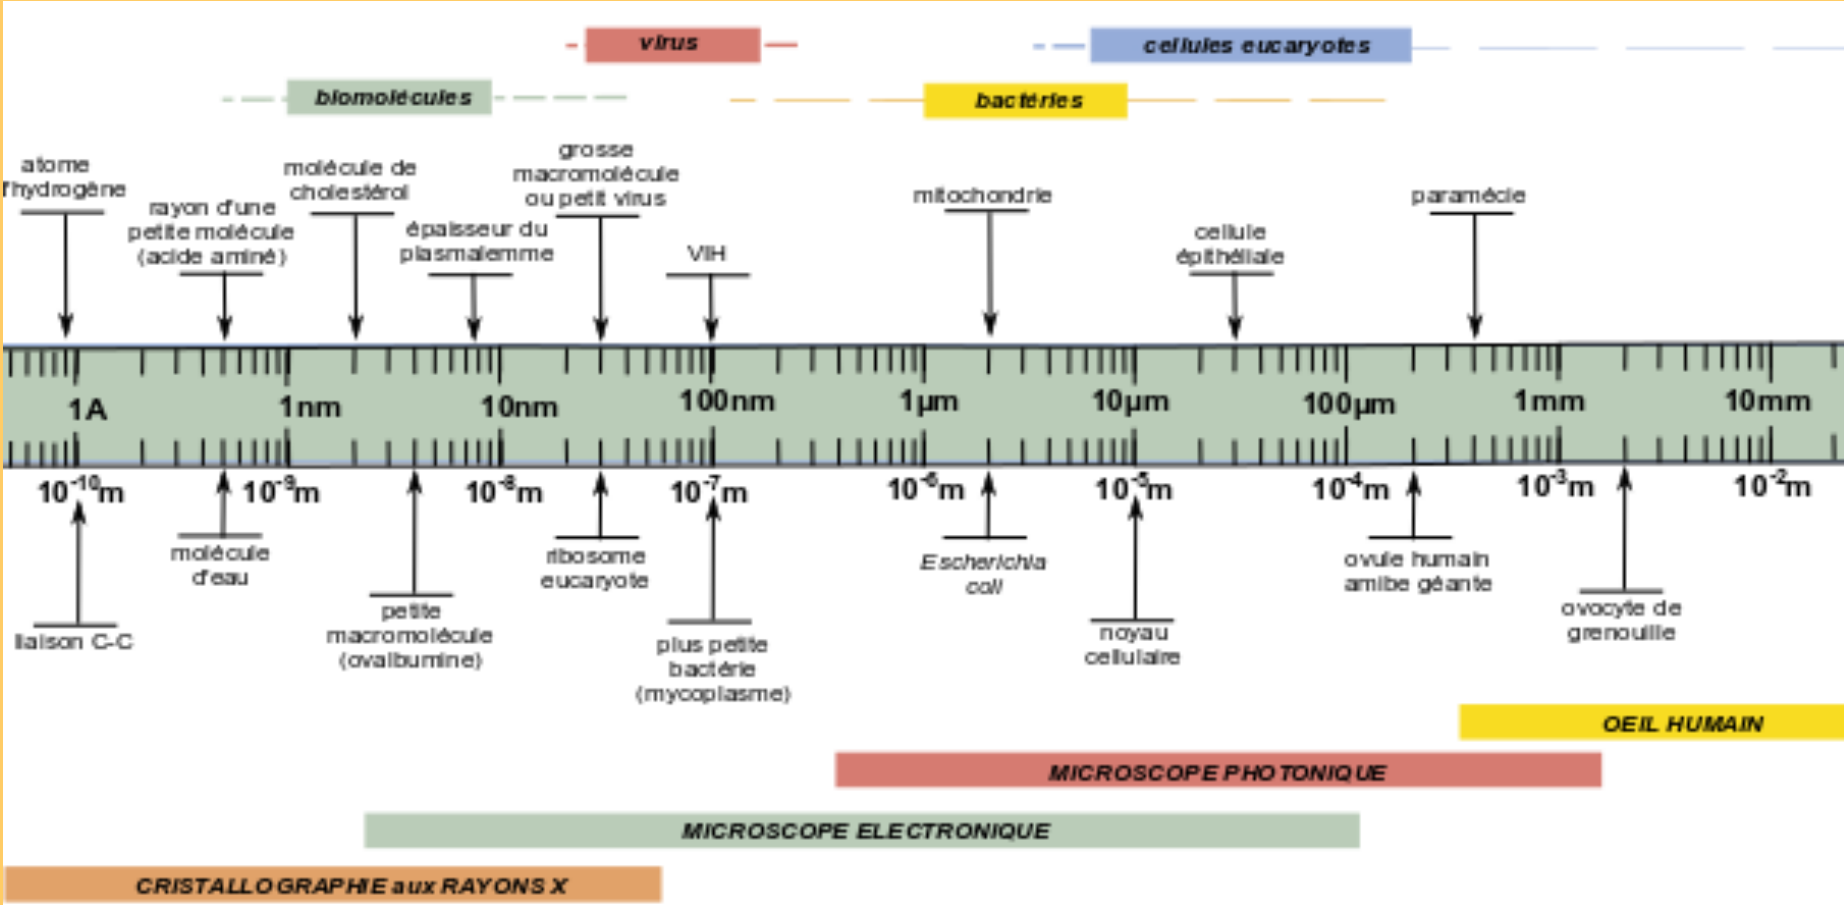 virus
cellules eucaryotes
biomolécules
bactéries
atome
d'hydrogène
rayon d'une
petite molécule
(acide aminé)
molécule de
cholestérol
épaisseur du
plasmalemme
grosse
macromolécule
ou petit virus
VIH
mitochondrie
cellule
épithéliale
paramécie
1A 1nm 10nm 100nm 1µm 10µm 100µm 1mm 10mm
10⁻¹⁰m 10⁻⁹m 10⁻⁸m 10⁻⁷m 10⁻⁶m 10⁻⁵m 10⁻⁴m 10⁻³m 10⁻²m
liaison C-C
molécule
d'eau
petite
macromolécule
(ovalbumine)
ribosome
eucaryote
plus petite
bactérie
(mycoplasme)
Escherichia
coli
noyau
cellulaire
ovule humain
amibe géante
ovocyte de
grenouille
OEIL HUMAIN
MICROSCOPE PHOTONIQUE
MICROSCOPE ELECTRONIQUE
CRISTALLOGRAPHIE aux RAYONS X